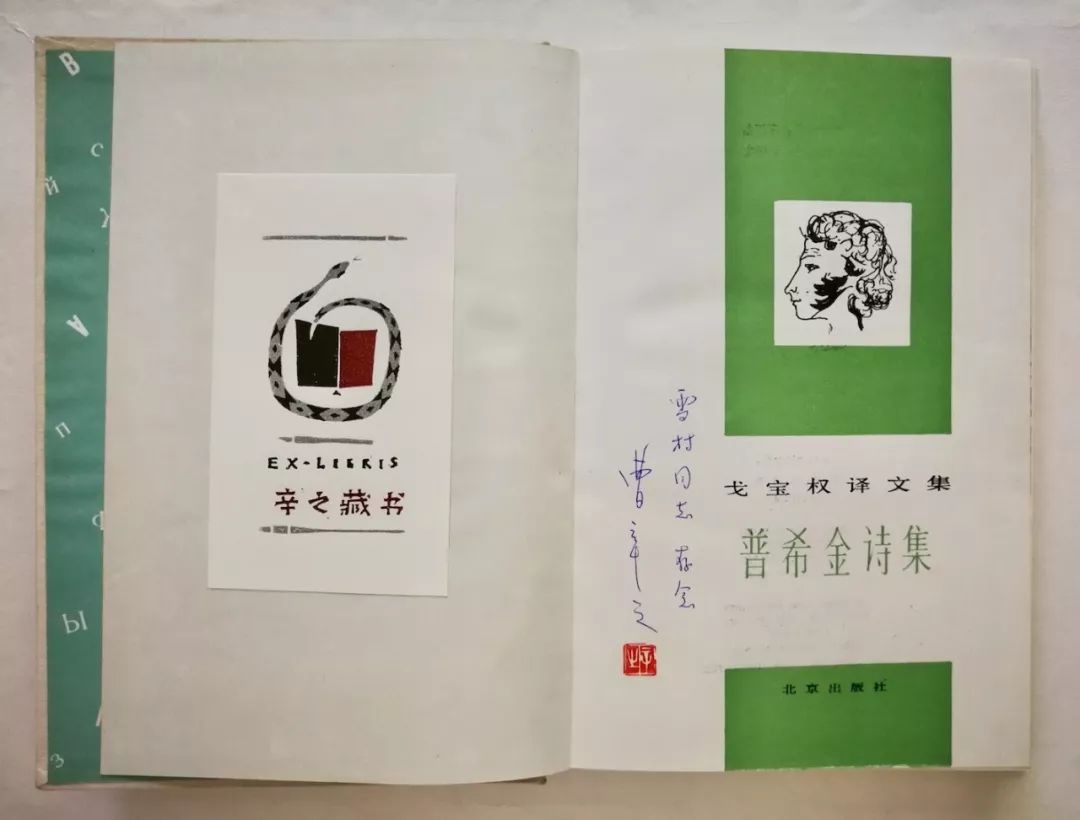 В
С
Й
А
П
Ф
Ы
З
EX-LIBRIS
辛之藏书
雪村同志 存念
曹辛之
戈宝权译文集
普希金诗集
北京出版社